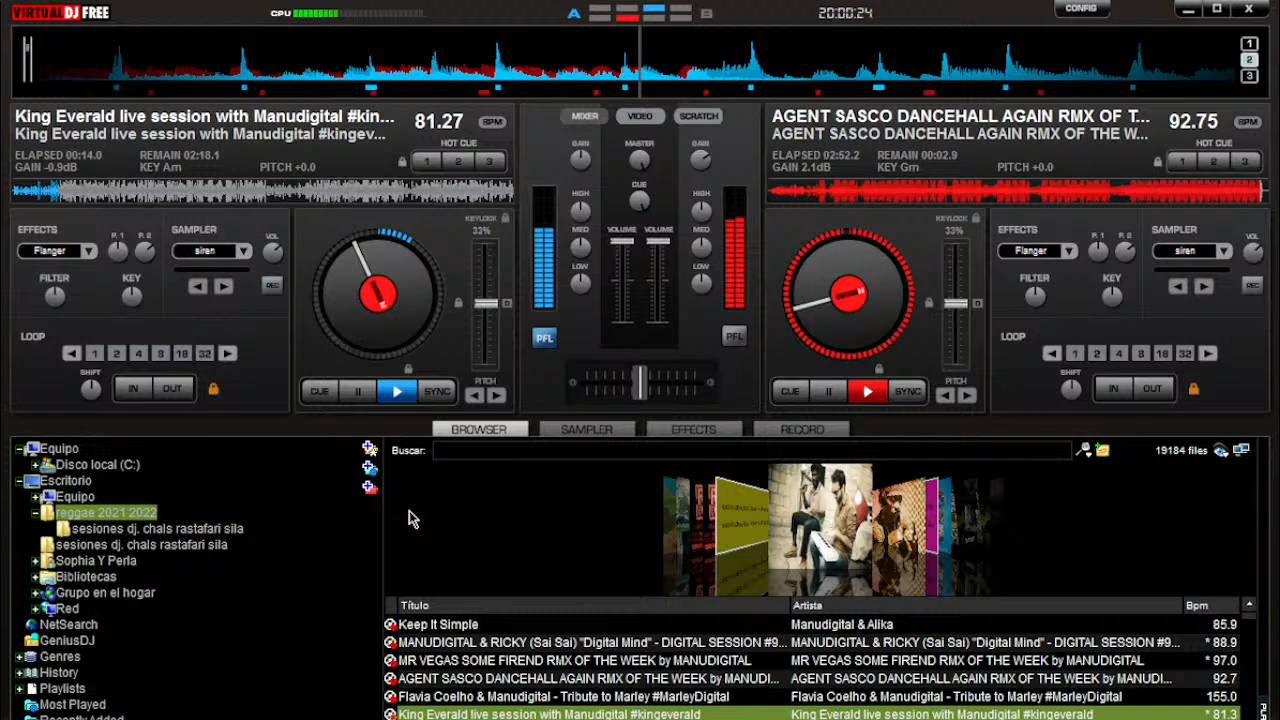 VIRTUAL DJ FREE
CPU
A
B
20:00:24
CONFIG
1
2
3
King Everald live session with Manudigital #kin...
King Everald live session with Manudigital #kingev...
81.27 BPM
ELAPSED 00:14.0 REMAIN 02:18.1
GAIN -0.9dB KEY Am PITCH +0.0
HOT CUE
1 2 3
MIXER VIDEO SCRATCH
AGENT SASCO DANCEHALL AGAIN RMX OF T...
AGENT SASCO DANCEHALL AGAIN RMX OF THE W...
92.75 BPM
ELAPSED 02:52.2 REMAIN 00:02.9
GAIN 2.1dB KEY Gm PITCH +0.0
HOT CUE
1 2 3
GAIN MASTER GAIN
CUE
HIGH HIGH
MED VOLUME VOLUME MED
LOW LOW
PFL PFL
EFFECTS P. 1 P. 2 SAMPLER VOL
Flanger siren
FILTER KEY REC
LOOP
1 2 4 8 16 32
SHIFT IN OUT
KEYLOCK
33%
CUE SYNC PITCH
KEYLOCK
33%
CUE SYNC PITCH
EFFECTS P. 1 P. 2 SAMPLER VOL
Flanger siren
FILTER KEY REC
LOOP
1 2 4 8 16 32
SHIFT IN OUT
BROWSER SAMPLER EFFECTS RECORD
Equipo
Disco local (C:)
Escritorio
Equipo
reggae 2021 2022
sesiones dj. chals rastafari sila
sesiones dj. chals rastafari sila
Sophia Y Perla
Bibliotecas
Grupo en el hogar
Red
NetSearch
GeniusDJ
Genres
History
Playlists
Most Played
Recently Added
Buscar:
19184 files
Título Artista Bpm
Keep It Simple Manudigital & Alika 85.9
MANUDIGITAL & RICKY (Sai Sai) "Digital Mind" - DIGITAL SESSION #9... MANUDIGITAL & RICKY (Sai Sai) "Digital Mind" - DIGITAL SESSION #9... * 88.9
MR VEGAS SOME FIREND RMX OF THE WEEK by MANUDIGITAL MR VEGAS SOME FIREND RMX OF THE WEEK by MANUDIGITAL * 97.0
AGENT SASCO DANCEHALL AGAIN RMX OF THE WEEK by MANUDI... AGENT SASCO DANCEHALL AGAIN RMX OF THE WEEK by MANUDI... 92.7
Flavia Coelho & Manudigital - Tribute to Marley #MarleyDigital Flavia Coelho & Manudigital - Tribute to Marley #MarleyDigital 155.0
King Everald live session with Manudigital #kingeverald King Everald live session with Manudigital #kingeverald * 81.3